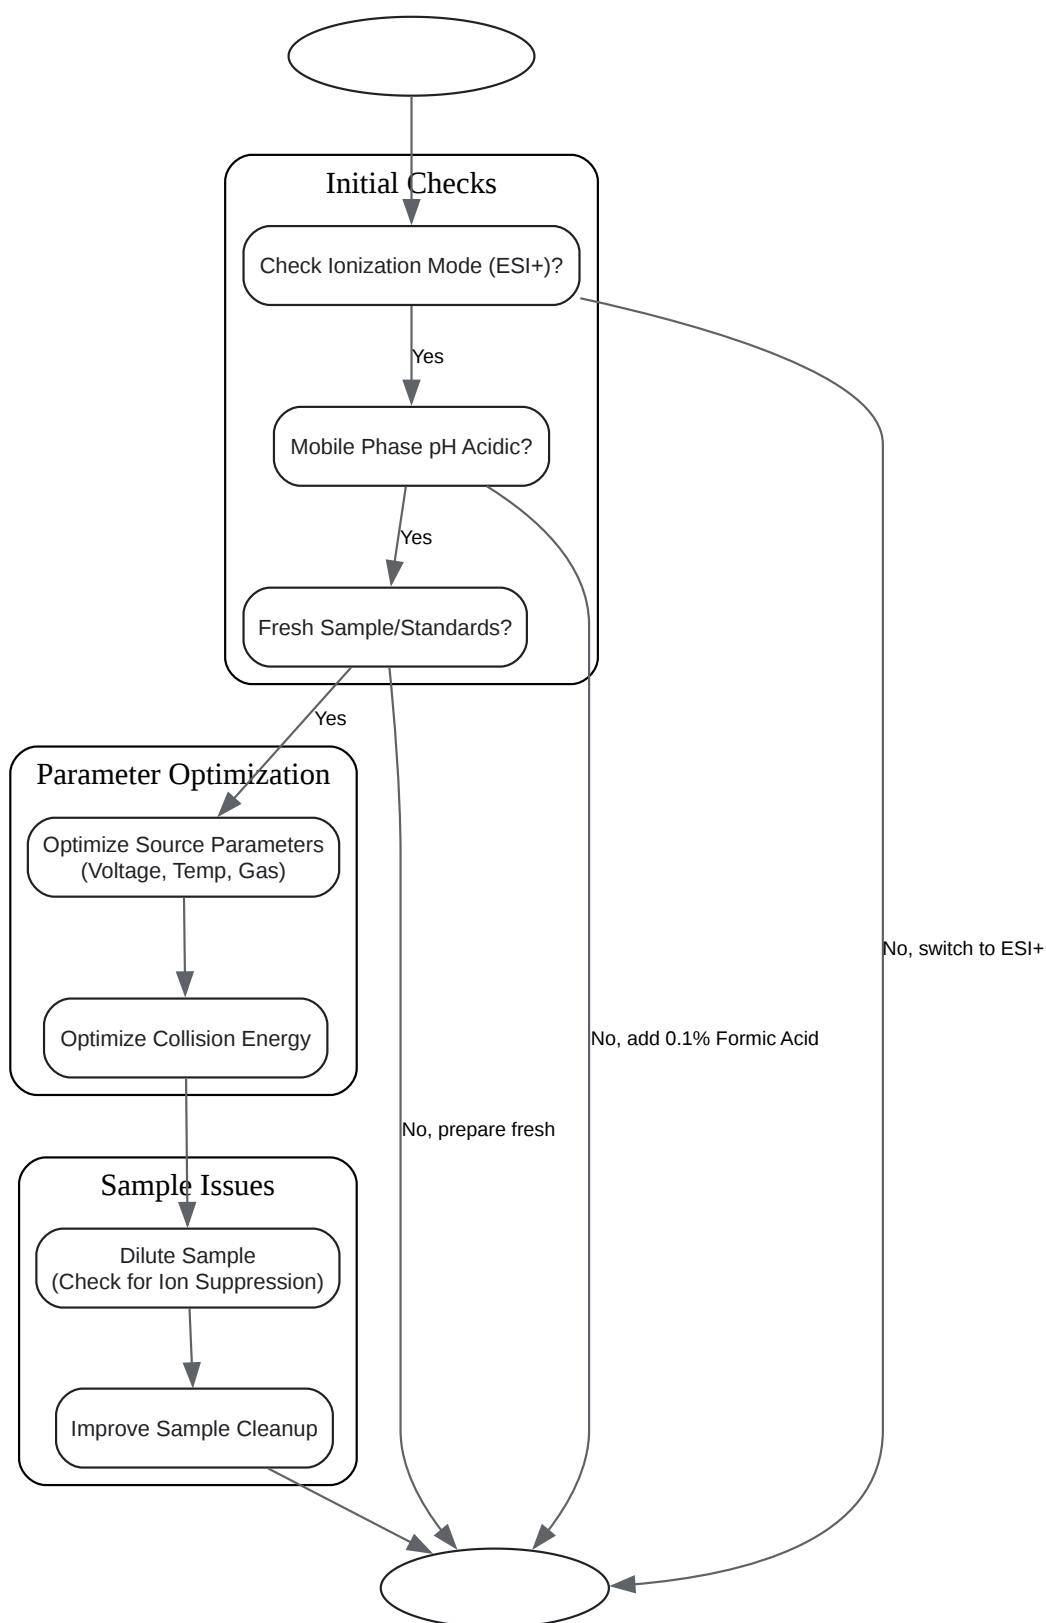 Initial Checks
Check Ionization Mode (ESI+)?
Yes
Mobile Phase pH Acidic?
Yes
Fresh Sample/Standards?
Yes
Parameter Optimization
Optimize Source Parameters
(Voltage, Temp, Gas)
No, switch to ESI+
Optimize Collision Energy
No, add 0.1% Formic Acid
No, prepare fresh
Sample Issues
Dilute Sample
(Check for Ion Suppression)
Improve Sample Cleanup